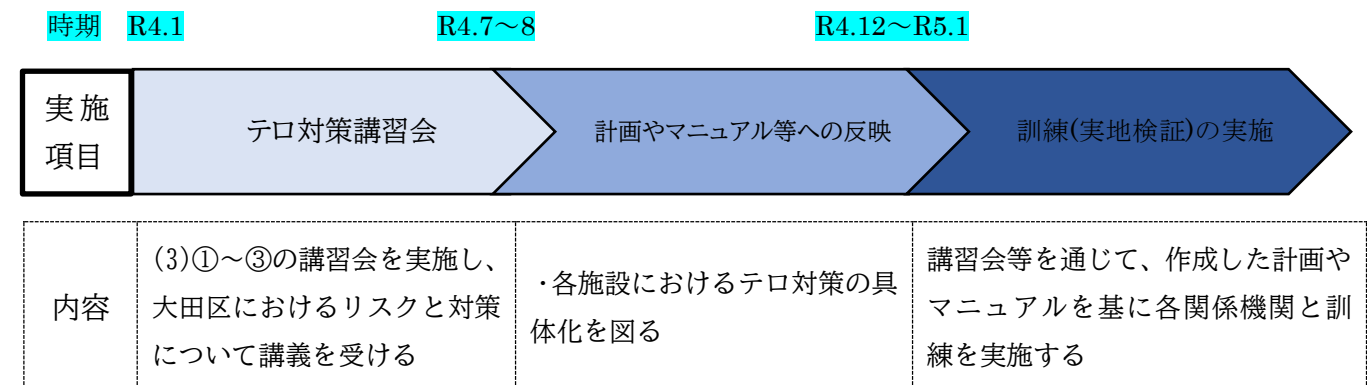 時期 R4.1 R4.7～8 R4.12～R5.1
実施
項目
テロ対策講習会
計画やマニュアル等への反映
訓練(実地検証)の実施
内容
(3)①～③の講習会を実施し、
大田区におけるリスクと対策
について講義を受ける
・各施設におけるテロ対策の具
体化を図る
講習会等を通じて、作成した計画や
マニュアルを基に各関係機関と訓
練を実施する